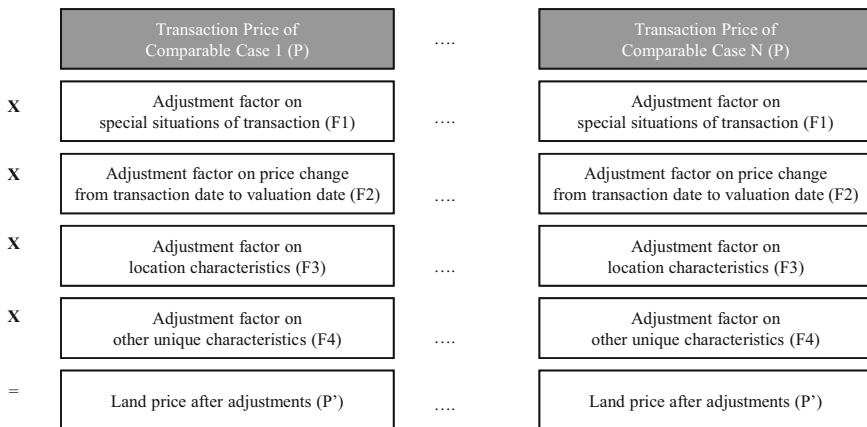 Transaction Price of
Comparable Case 1 (P)
....
Transaction Price of
Comparable Case N (P)
X
Adjustment factor on
special situations of transaction (F1)
....
Adjustment factor on
special situations of transaction (F1)
X
Adjustment factor on price change
from transaction date to valuation date (F2)
....
Adjustment factor on price change
from transaction date to valuation date (F2)
X
Adjustment factor on
location characteristics (F3)
....
Adjustment factor on
location characteristics (F3)
X
Adjustment factor on
other unique characteristics (F4)
....
Adjustment factor on
other unique characteristics (F4)
=
Land price after adjustments (P’)
....
Land price after adjustments (P’)